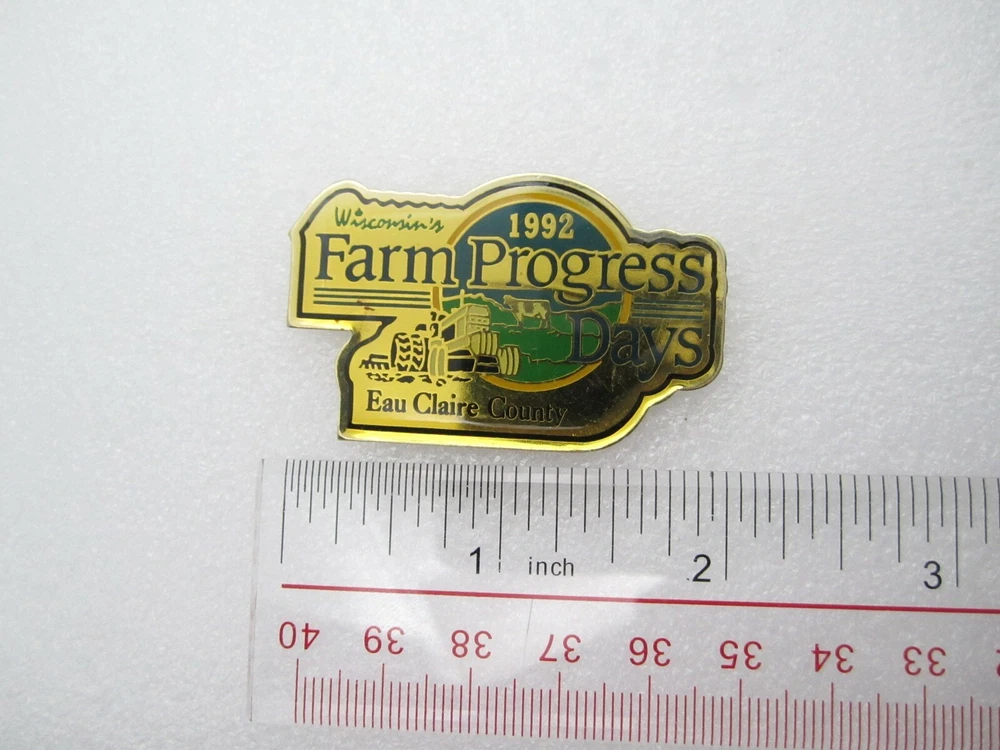 Wisconsin's
1992
Farm Progress
Days
Eau Claire County
1 inch 2 3
40 39 38 37 36 35 34 33